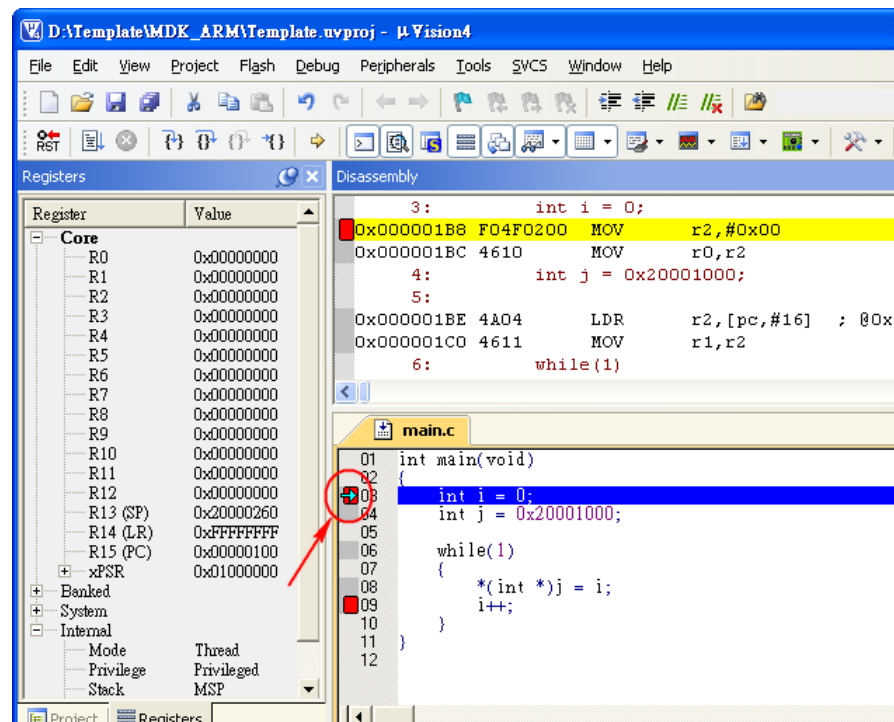 D:\Template\MDK_ARM\Template.uvproj - µVision4
File Edit View Project Flash Debug Peripherals Tools SVCS Window Help
RST
Registers
Register Value
Core
R0 0x00000000
R1 0x00000000
R2 0x00000000
R3 0x00000000
R4 0x00000000
R5 0x00000000
R6 0x00000000
R7 0x00000000
R8 0x00000000
R9 0x00000000
R10 0x00000000
R11 0x00000000
R12 0x00000000
R13 (SP) 0x20000260
R14 (LR) 0xFFFFFFFF
R15 (PC) 0x00000100
xPSR 0x01000000
Banked
System
Internal
Mode Thread
Privilege Privileged
Stack MSP
Project Registers
Disassembly
3: int i = 0;
0x000001B8 F04F0200 MOV r2,#0x00
0x000001BC 4610 MOV r0,r2
4: int j = 0x20001000;
5:
0x000001BE 4A04 LDR r2,[pc,#16] ; @0x
0x000001C0 4611 MOV r1,r2
6: while(1)
main.c
01 int main(void)
02 {
03 int i = 0;
04 int j = 0x20001000;
05
06 while(1)
07 {
08 *(int *)j = i;
09 i++;
10 }
11 }
12